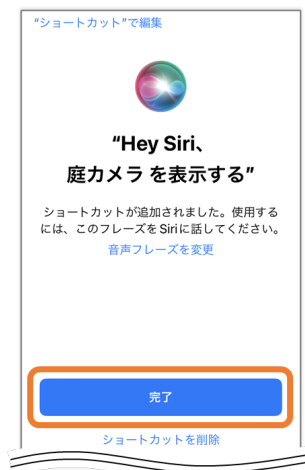 “ショートカット”で編集
“Hey Siri、
庭カメラ を表示する”
ショートカットが追加されました。使用する
には、このフレーズをSiriに話してください。
音声フレーズを変更
完了
ショートカットを削除